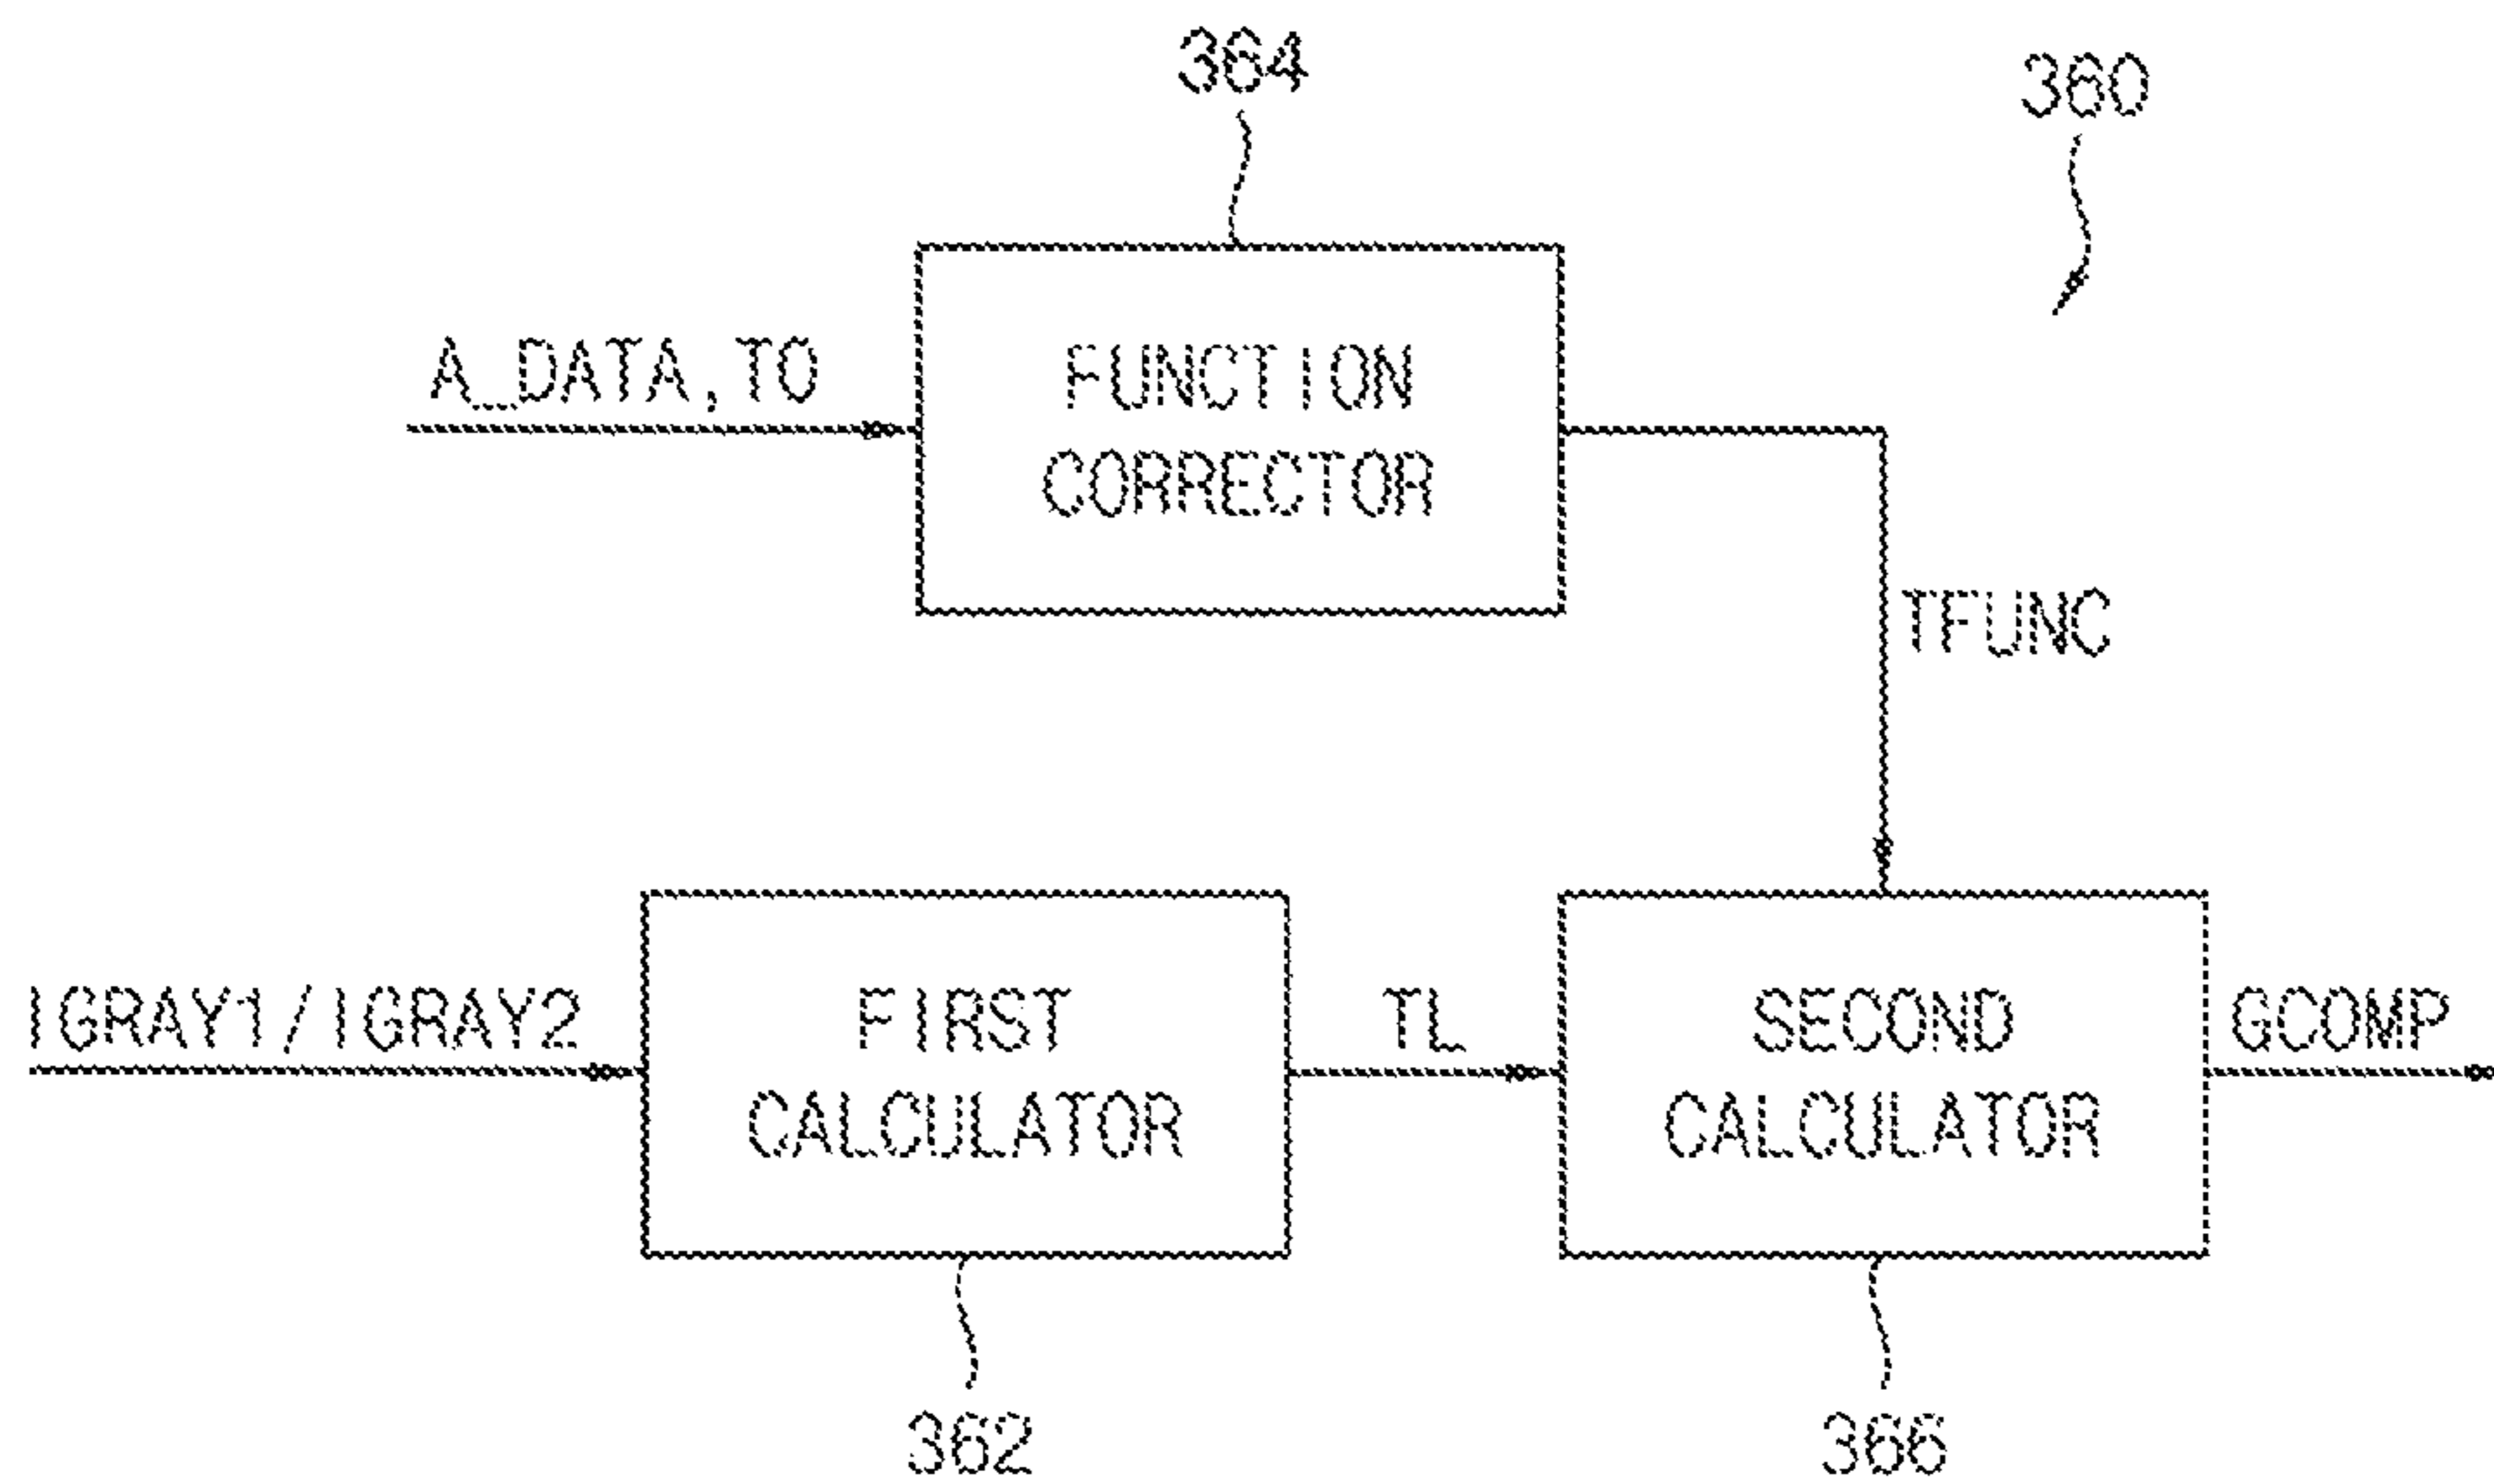 364
360
A_DATA,TO
FUNCTION
CORRECTOR
TFUNC
IGRAY1/IGRAY2
FIRST
CALCULATOR
TL
SECOND
CALCULATOR
GCOMP
362
366